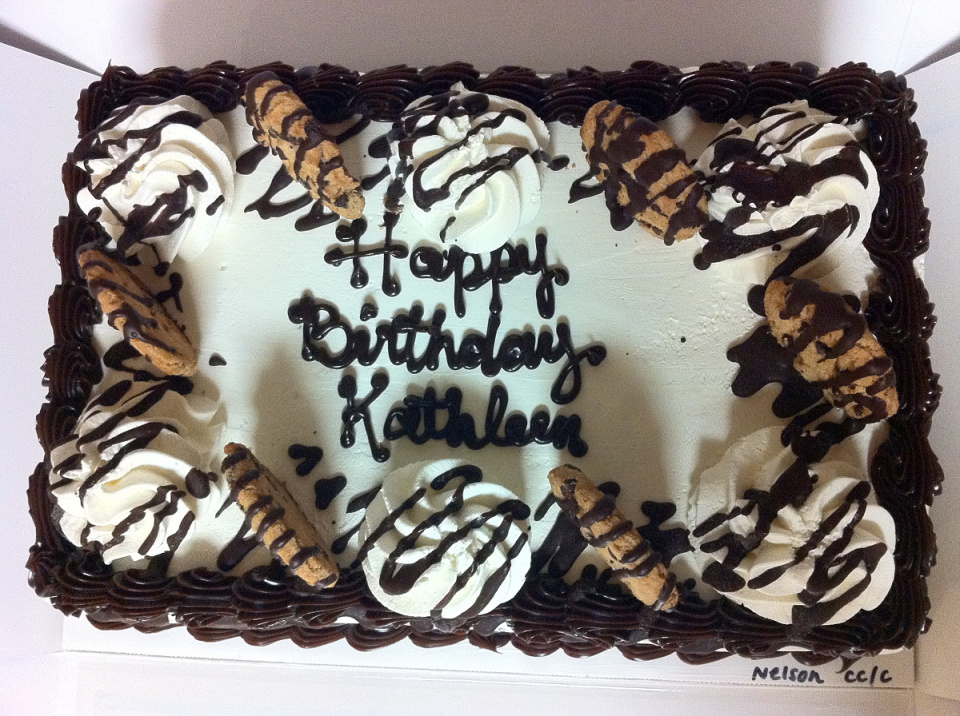 Happy
Birthday
Kathleen
Nelson cc/c